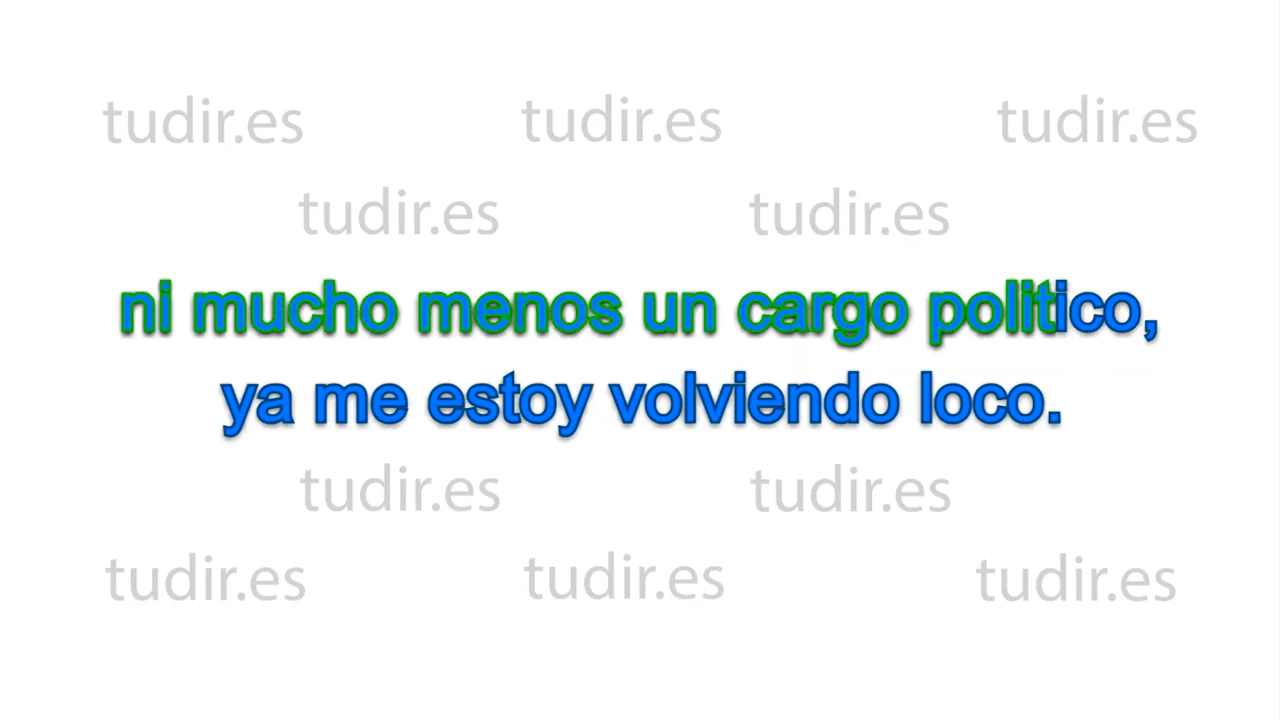 tudir.es tudir.es tudir.es
tudir.es tudir.es
ni mucho menos un cargo politico,
ya me estoy volviendo loco.
tudir.es tudir.es
tudir.es tudir.es tudir.es